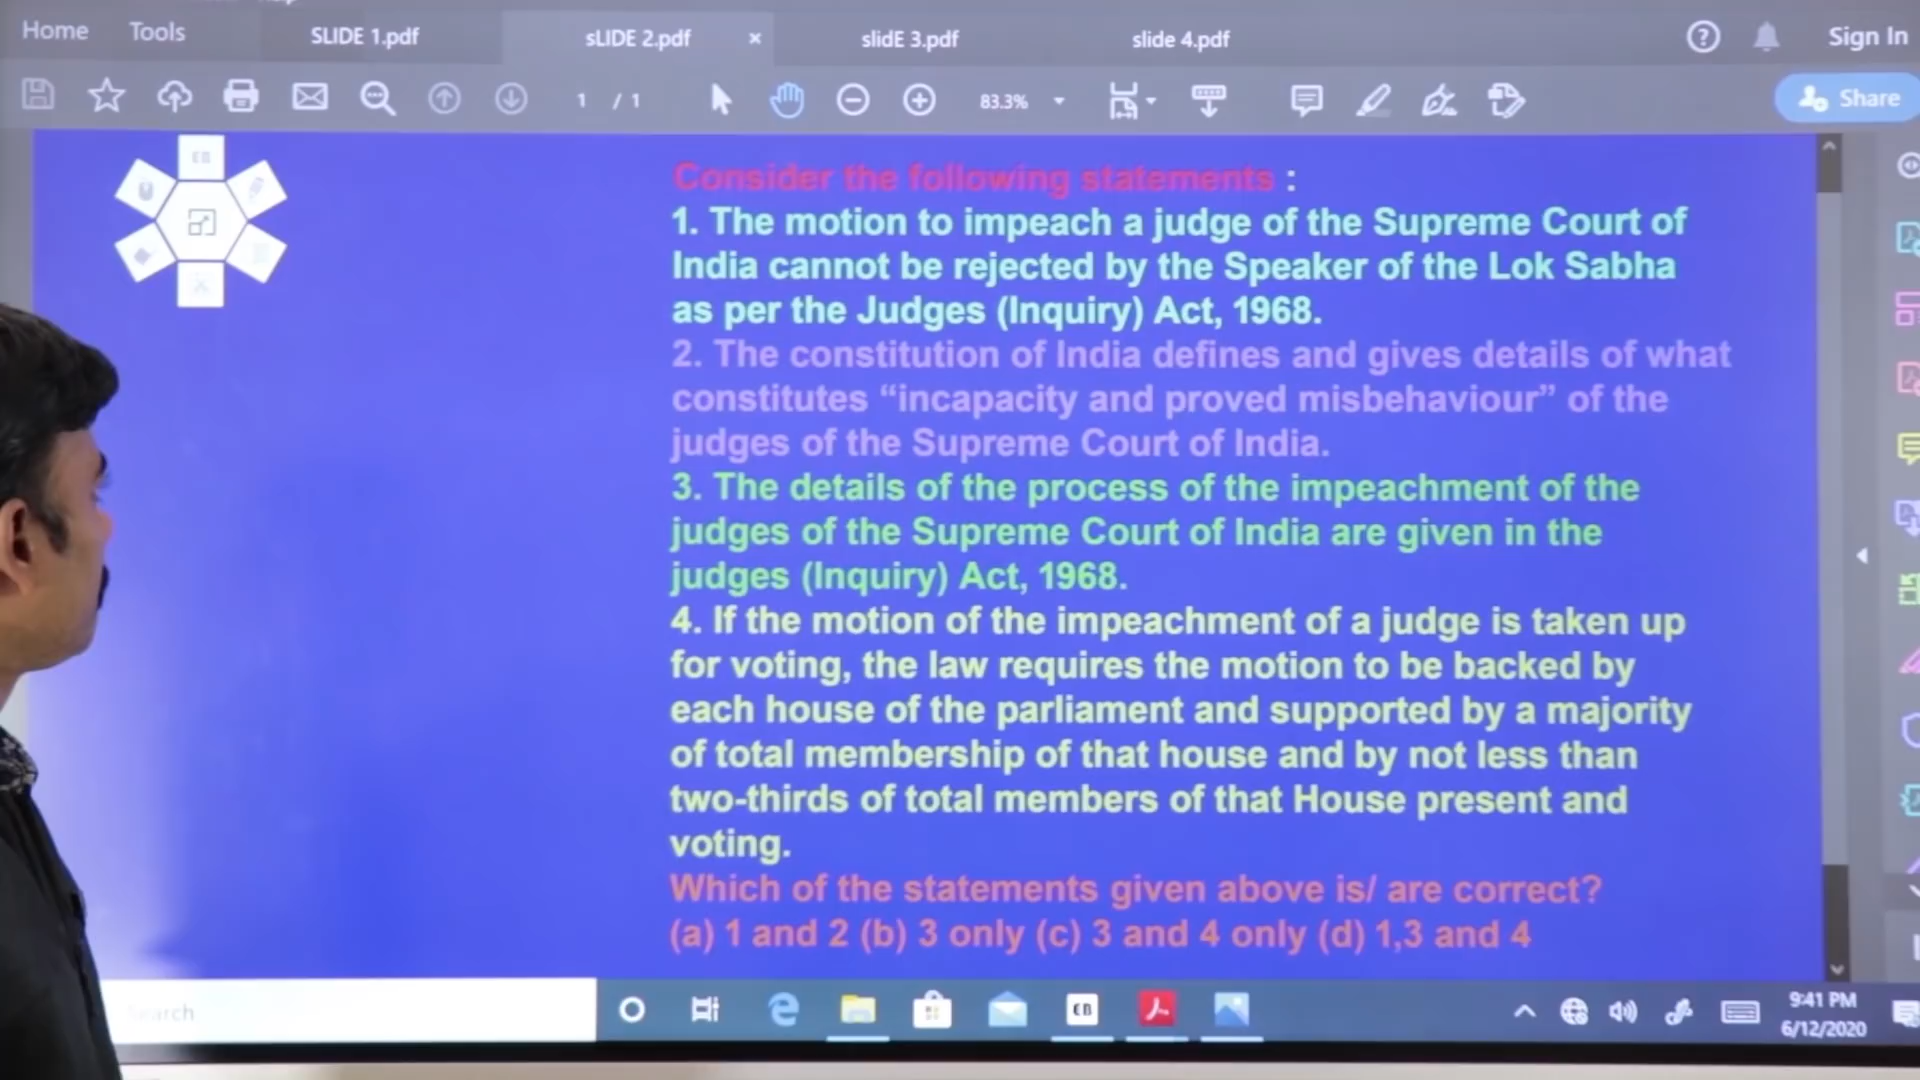 Home Tools SLIDE 1.pdf sLIDE 2.pdf × slidE 3.pdf slide 4.pdf Sign In
1 / 1 83.3% Share
EB
Consider the following statements :
1. The motion to impeach a judge of the Supreme Court of
India cannot be rejected by the Speaker of the Lok Sabha
as per the Judges (Inquiry) Act, 1968.
2. The constitution of India defines and gives details of what
constitutes “incapacity and proved misbehaviour” of the
judges of the Supreme Court of India.
3. The details of the process of the impeachment of the
judges of the Supreme Court of India are given in the
judges (Inquiry) Act, 1968.
4. If the motion of the impeachment of a judge is taken up
for voting, the law requires the motion to be backed by
each house of the parliament and supported by a majority
of total membership of that house and by not less than
two-thirds of total members of that House present and
voting.
Which of the statements given above is/ are correct?
(a) 1 and 2 (b) 3 only (c) 3 and 4 only (d) 1,3 and 4
Search EB 9:41 PM
6/12/2020